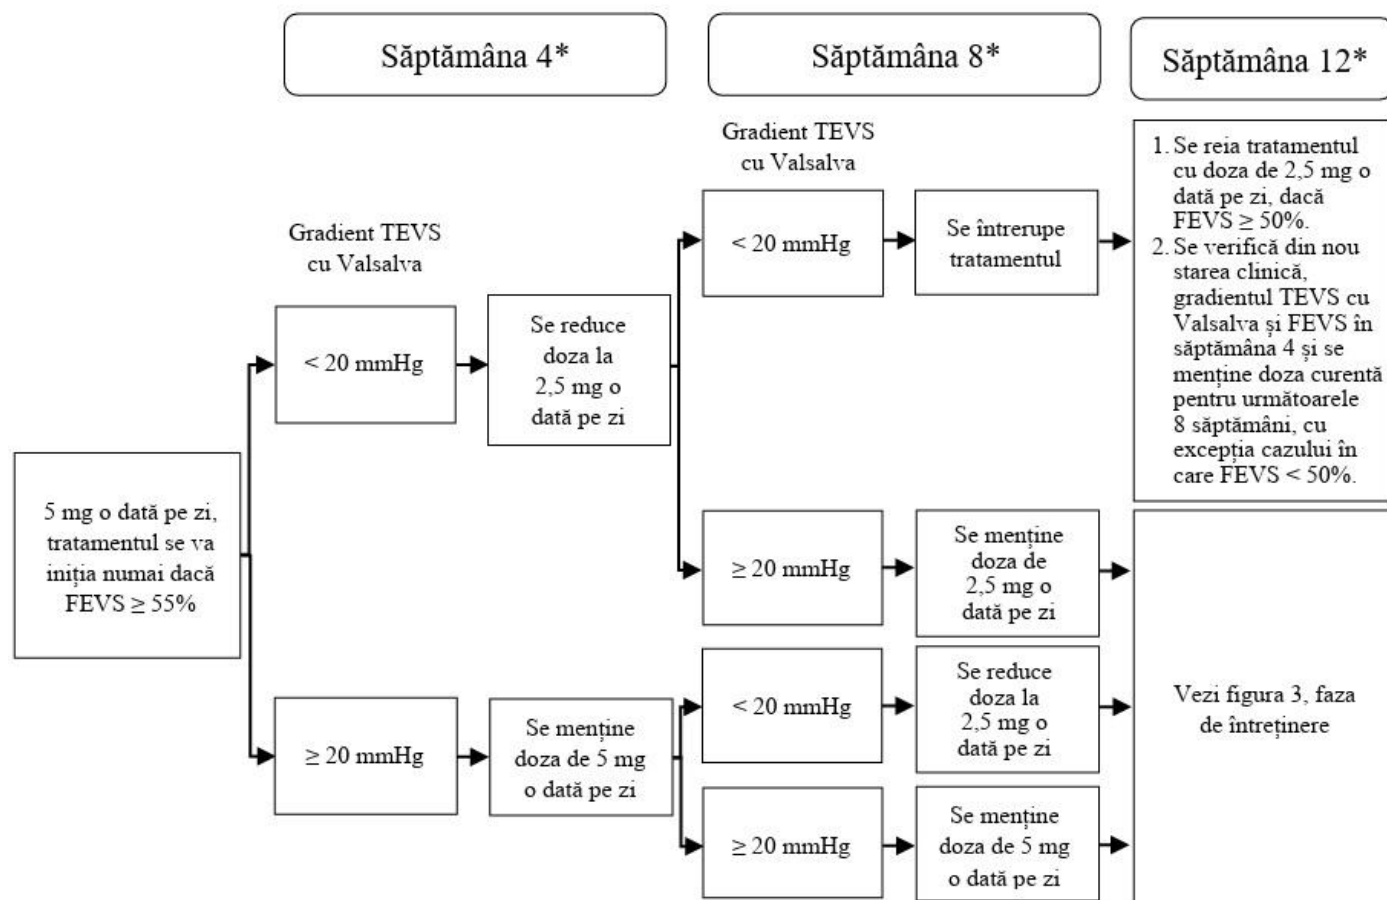 Săptămâna 4*
Săptămâna 8*
Săptămâna 12*
5 mg o dată pe zi,
tratamentul se va
iniția numai dacă
FEVS ≥ 55%
Gradient TEVS
cu Valsalva
< 20 mmHg
Se reduce
doza la
2,5 mg o
dată pe zi
≥ 20 mmHg
Se menține
doza de 5 mg
o dată pe zi
Gradient TEVS
cu Valsalva
< 20 mmHg
Se întrerupe
tratamentul
≥ 20 mmHg
Se menține
doza de
2,5 mg o
dată pe zi
< 20 mmHg
Se reduce
doza la
2,5 mg o
dată pe zi
≥ 20 mmHg
Se menține
doza de 5 mg
o dată pe zi
1. Se reia tratamentul
cu doza de 2,5 mg o
dată pe zi, dacă
FEVS ≥ 50%.
2. Se verifică din nou
starea clinică,
gradientul TEVS cu
Valsalva și FEVS în
săptămâna 4 și se
menține doza curentă
pentru următoarele
8 săptămâni, cu
excepția cazului în
care FEVS < 50%.
Vezi figura 3, faza
de întreținere